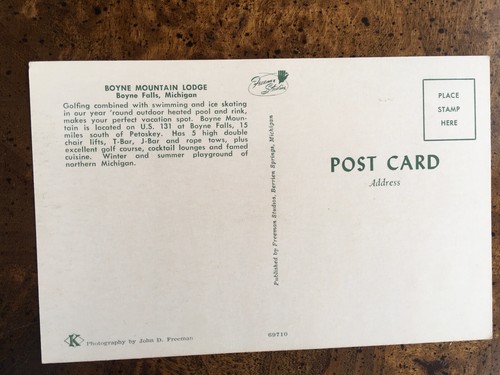 BOYNE MOUNTAIN LODGE
Boyne Falls, Michigan
Golfing combined with swimming and ice skating
in our year 'round outdoor heated pool and rink,
makes your perfect vacation spot. Boyne Moun-
tain is located on U.S. 131 at Boyne Falls, 15
miles south of Petoskey. Has 5 high double
chair lifts, T-Bar, J-Bar and rope tows, plus
excellent golf course, cocktail lounges and famed
cuisine. Winter and summer playground of
northern Michigan.
K
Photography by John D. Freeman
Freeman
Studios
Published by Freeman Studios, Berrien Springs, Michigan
69710
PLACE
STAMP
HERE
POST CARD
Address